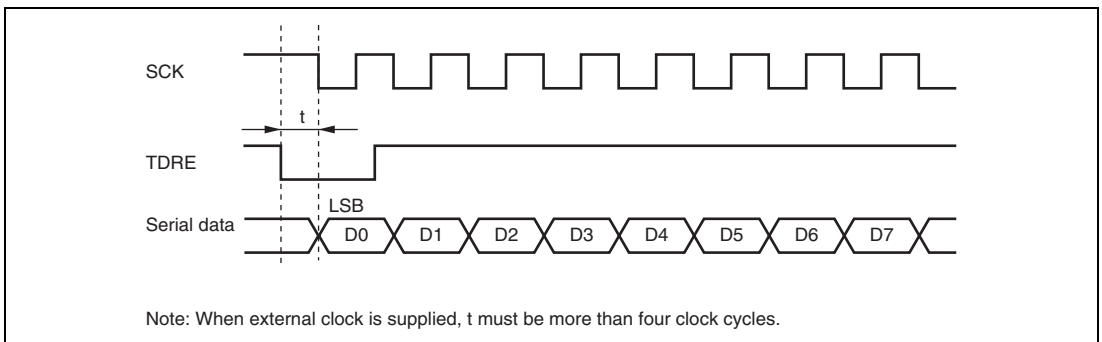 SCK
t
TDRE
LSB
Serial data
D0 D1 D2 D3 D4 D5 D6 D7
Note: When external clock is supplied, t must be more than four clock cycles.